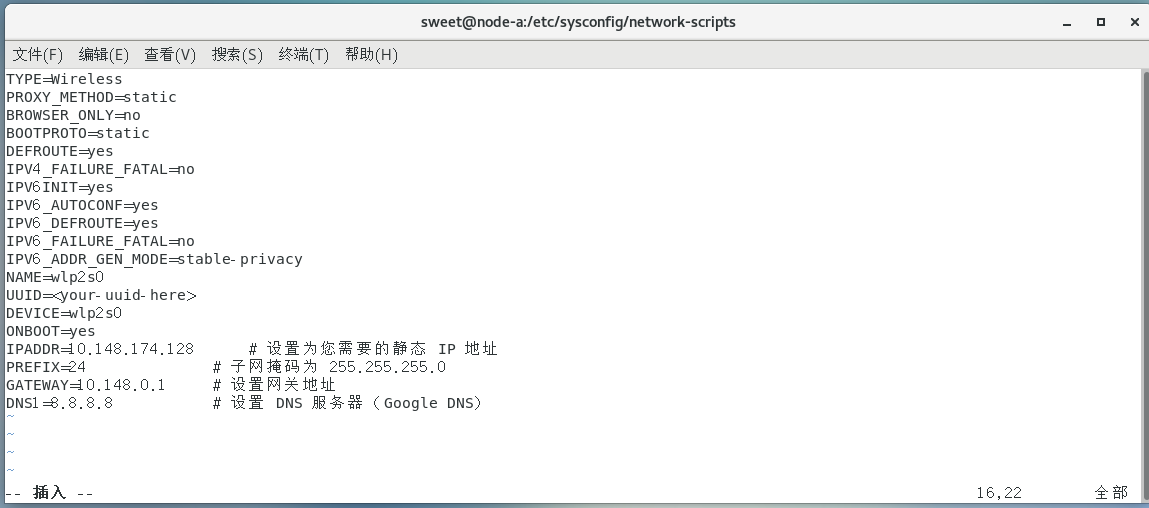 sweet@node-a:/etc/sysconfig/network-scripts
文件(F) 编辑(E) 查看(V) 搜索(S) 终端(T) 帮助(H)
TYPE=Wireless
PROXY_METHOD=static
BROWSER_ONLY=no
BOOTPROTO=static
DEFROUTE=yes
IPV4_FAILURE_FATAL=no
IPV6INIT=yes
IPV6_AUTOCONF=yes
IPV6_DEFROUTE=yes
IPV6_FAILURE_FATAL=no
IPV6_ADDR_GEN_MODE=stable-privacy
NAME=wlp2s0
UUID=<your-uuid-here>
DEVICE=wlp2s0
ONBOOT=yes
IPADDR=10.148.174.128 # 设置为您需要的静态 IP 地址
PREFIX=24 # 子网掩码为 255.255.255.0
GATEWAY=10.148.0.1 # 设置网关地址
DNS1=8.8.8.8 # 设置 DNS 服务器（Google DNS）
~
~
~
~
-- 插入 -- 16,22 全部